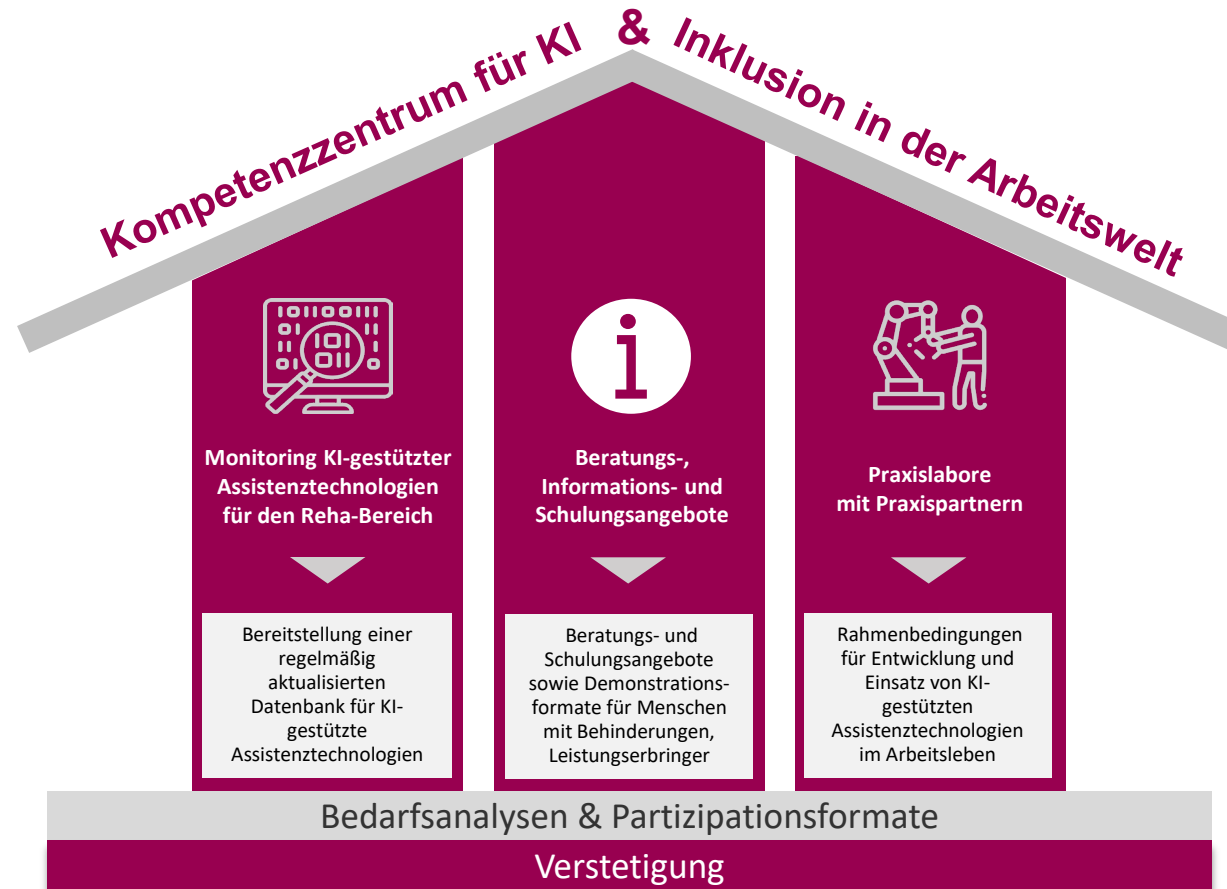 Kompetenzzentrum für KI & Inklusion in der Arbeitswelt
Monitoring KI-gestützter
Assistenztechnologien
für den Reha-Bereich
Bereitstellung einer
regelmäßig
aktualisierten
Datenbank für KI-
gestützte
Assistenztechnologien
i
Beratungs-,
Informations- und
Schulungsangebote
Beratungs- und
Schulungsangebote
sowie Demonstrations-
formate für Menschen
mit Behinderungen,
Leistungserbringer
Praxislabore
mit Praxispartnern
Rahmenbedingungen
für Entwicklung und
Einsatz von KI-
gestützten
Assistenztechnologien
im Arbeitsleben
Bedarfsanalysen & Partizipationsformate
Verstetigung